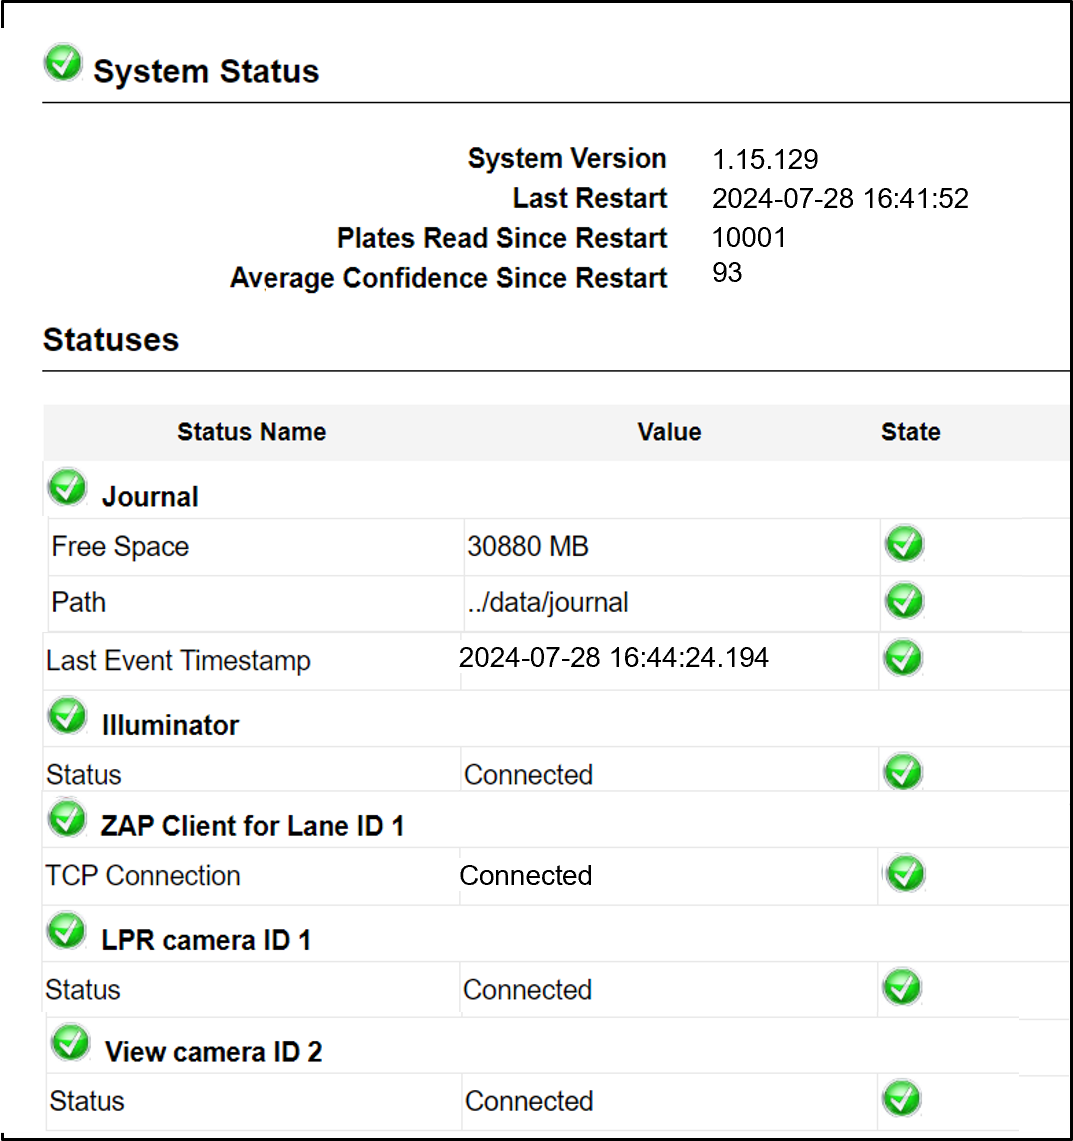 System Status
System Version 1.15.129
Last Restart 2024-07-28 16:41:52
Plates Read Since Restart 10001
Average Confidence Since Restart 93
Statuses
Status Name Value State
Journal
Free Space 30880 MB
Path ../data/journal
Last Event Timestamp 2024-07-28 16:44:24.194
Illuminator
Status Connected
ZAP Client for Lane ID 1
TCP Connection Connected
LPR camera ID 1
Status Connected
View camera ID 2
Status Connected